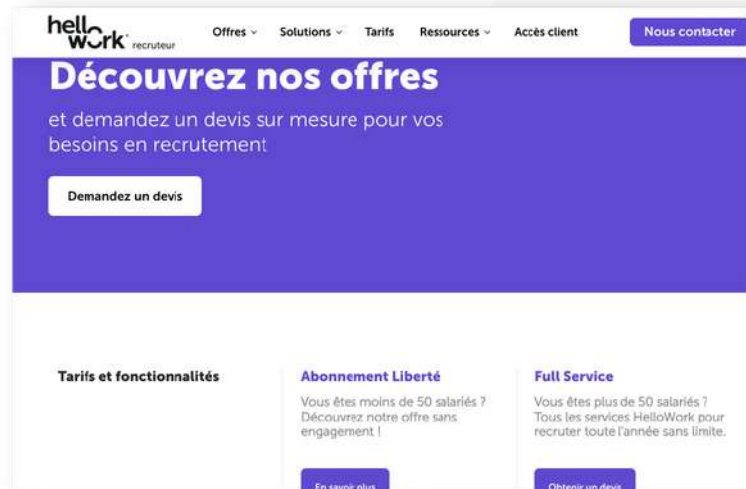 hello work recruteur
Offres
Solutions
Tarifs
Ressources
Accès client
Nous contacter
Découvrez nos offres
et demandez un devis sur mesure pour vos
besoins en recrutement
Demandez un devis
Tarifs et fonctionnalités
Abonnement Liberté
Vous êtes moins de 50 salariés ?
Découvrez notre offre sans
engagement !
En savoir plus
Full Service
Vous êtes plus de 50 salariés ?
Tous les services HelloWork pour
recruter toute l'année sans limite.
Obtenir un devis